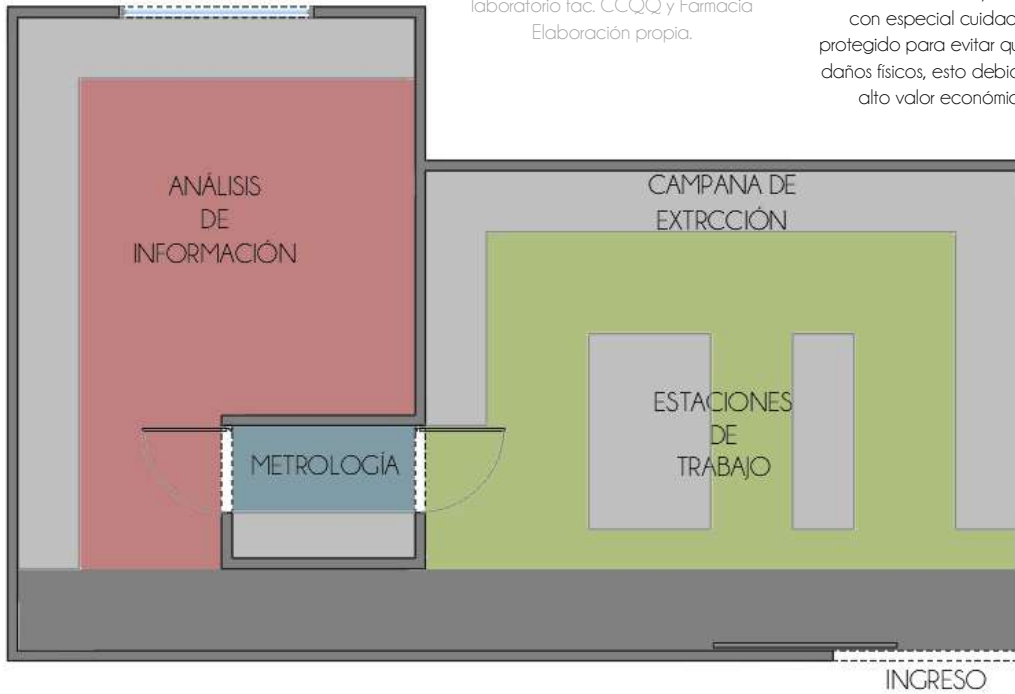 laboratorio fac. CCQQ y Farmacia
Elaboración propia.
con especial cuidad
protegido para evitar qu
daños físicos, esto debid
alto valor económic
ANÁLISIS
DE
INFORMACIÓN
CAMPANA DE
EXTRCCIÓN
METROLOGÍA
ESTACIONES
DE
TRABAJO
INGRESO